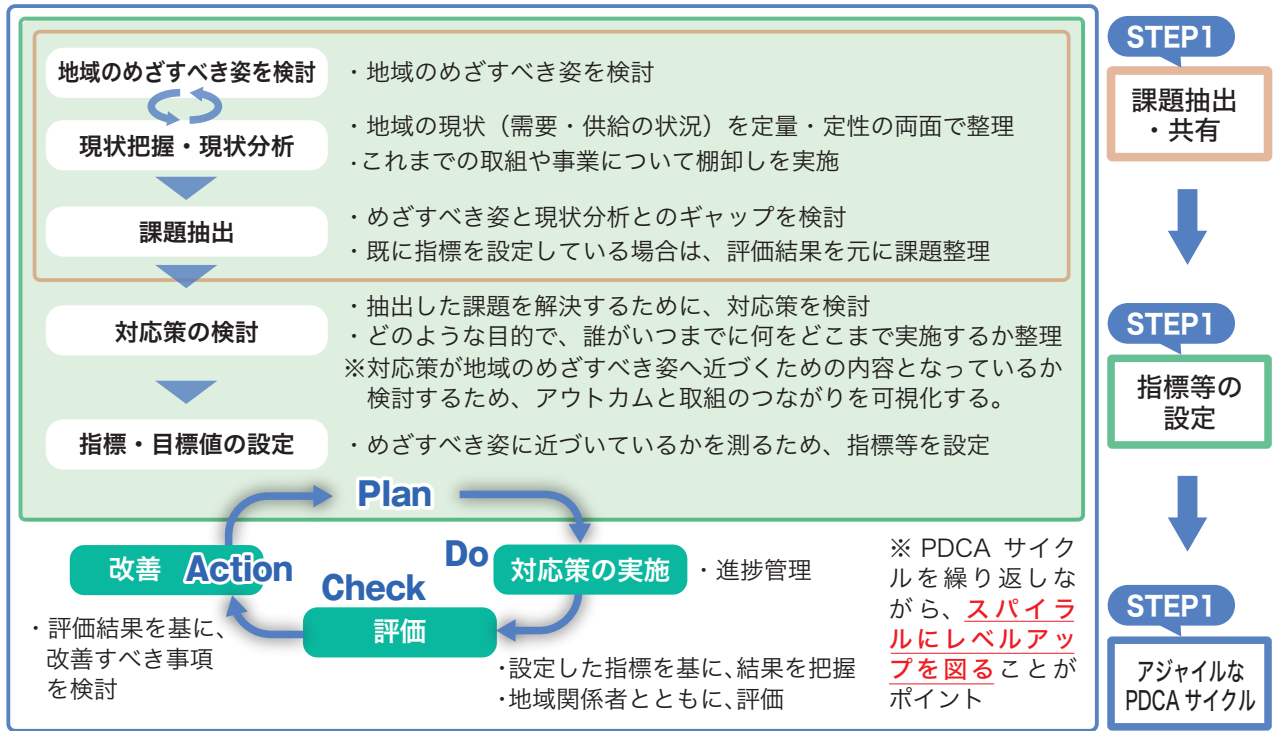 地域のめざすべき姿を検討
・地域のめざすべき姿を検討
現状把握・現状分析
・地域の現状（需要・供給の状況）を定量・定性の両面で整理
・これまでの取組や事業について棚卸しを実施
課題抽出
・めざすべき姿と現状分析とのギャップを検討
・既に指標を設定している場合は、評価結果を元に課題整理
対応策の検討
・抽出した課題を解決するために、対応策を検討
・どのような目的で、誰がいつまでに何をどこまで実施するか整理
※対応策が地域のめざすべき姿へ近づくための内容となっているか
検討するため、アウトカムと取組のつながりを可視化する。
指標・目標値の設定
・めざすべき姿に近づいているかを測るため、指標等を設定
Plan
Do
対応策の実施
・進捗管理
Check
評価
・設定した指標を基に、結果を把握
・地域関係者とともに、評価
改善
Action
・評価結果を基に、
改善すべき事項
を検討
※ PDCA サイク
ルを繰り返しな
がら、スパイラ
ルにレベルアッ
プを図ることが
ポイント
STEP1
課題抽出
・共有
STEP1
指標等の
設定
STEP1
アジャイルな
PDCA サイクル